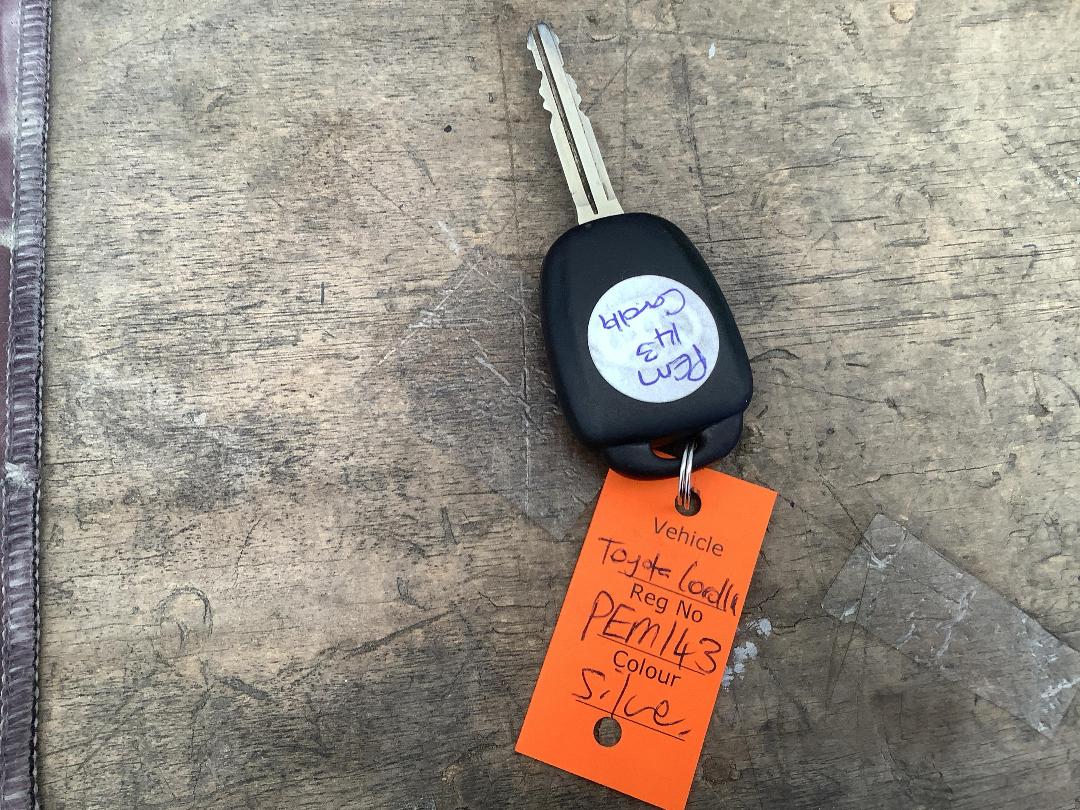 PEM
143
Corolla
Vehicle
Toyota Corolla
Reg No
PEM143
Colour
Silver